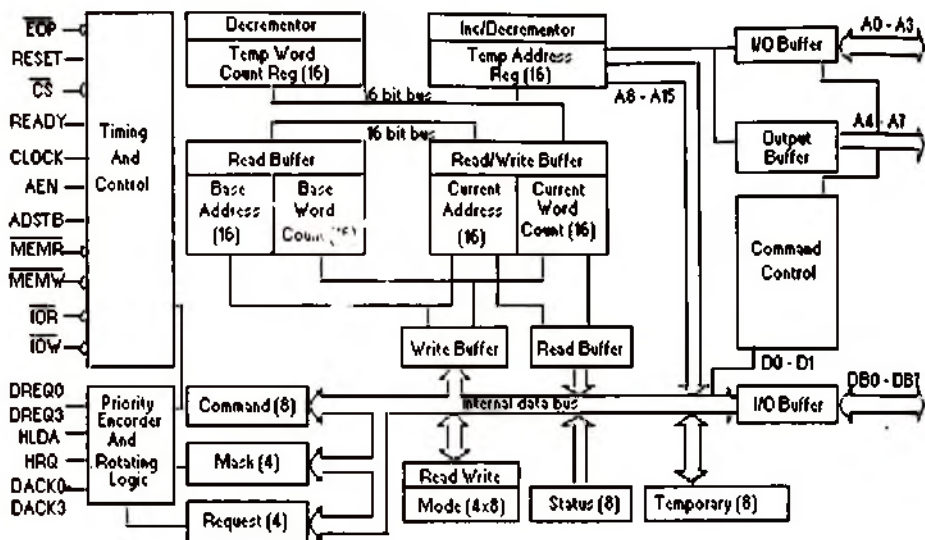 EOP
RESET
CS
READY
CLOCK
AEN
ADSTB
MEMR
MEMW
IOR
IOW
DREQ0
DREQ3
HLDA
HRQ
DACK0
DACK3
Timing
And
Control
Priority
Encorder
And
Rotating
Logic
Decrementor
Temp Word
Count Reg (16)
Inc/Decrementor
Temp Address
Reg (16)
6 bit bus
16 bit bus
A8 - A15
Read Buffer
Base
Address
(16)
Base
Word
Count (16)
Read/Write Buffer
Current
Address
(16)
Current
Word
Count (16)
Write Buffer
Read Buffer
I/O Buffer
A0 - A3
Output
Buffer
A4 - A7
Command
Control
D0 - D1
I/O Buffer
DB0 - DB7
internal data bus
Command (8)
Mask (4)
Request (4)
Read Write
Mode (4x8)
Status (8)
Temporary (8)